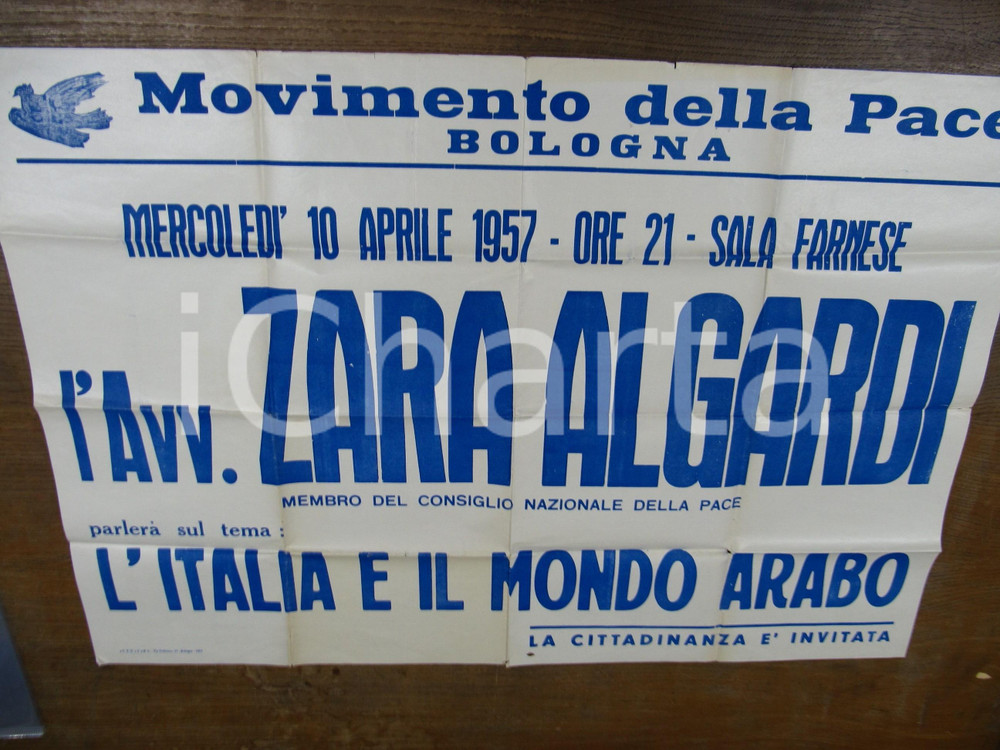 Movimento della Pace
BOLOGNA
MERCOLEDI' 10 APRILE 1957 - ORE 21 - SALA FARNESE
l'Avv. ZARA ALGARDI
MEMBRO DEL CONSIGLIO NAZIONALE DELLA PACE
parlerà sul tema:
L'ITALIA E IL MONDO ARABO
LA CITTADINANZA E' INVITATA
iCharta